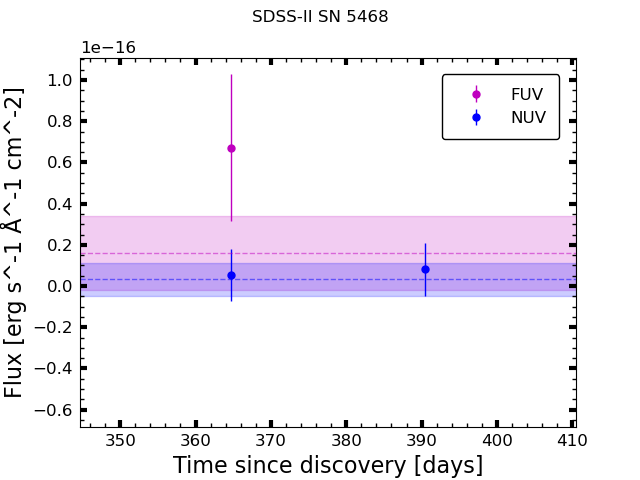 SDSS-II SN 5468
1e−16
FUV
NUV
1.0
0.8
0.6
0.4
0.2
0.0
−0.2
−0.4
−0.6
Flux [erg s^-1 Å^-1 cm^-2]
350 360 370 380 390 400 410
Time since discovery [days]